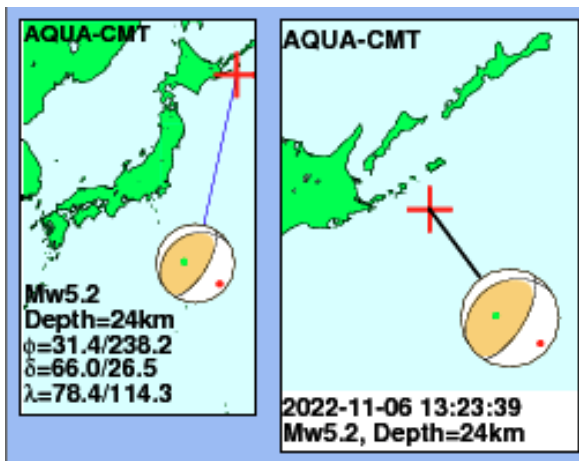 AQUA-CMT
Mw5.2
Depth=24km
ϕ=31.4/238.2
δ=66.0/26.5
λ=78.4/114.3
AQUA-CMT
2022-11-06 13:23:39
Mw5.2, Depth=24km